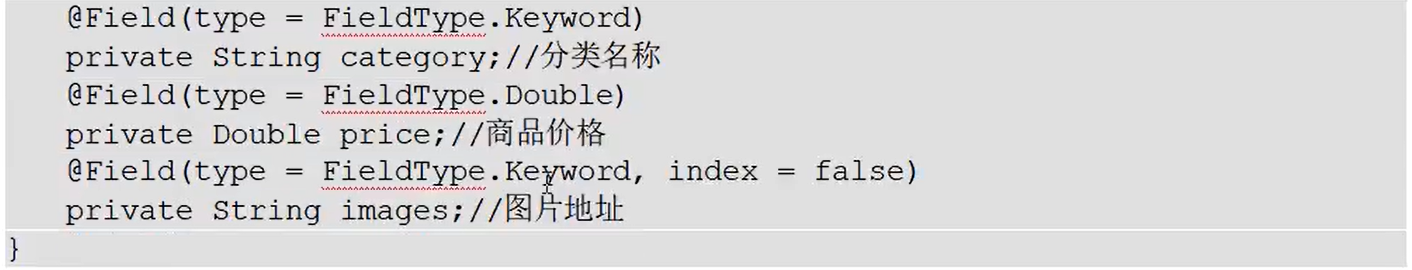 @Field(type = FieldType.Keyword)
private String category;//分类名称
@Field(type = FieldType.Double)
private Double price;//商品价格
@Field(type = FieldType.Keyword, index = false)
private String images;//图片地址
}